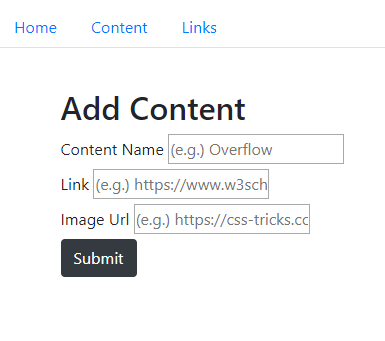 Home Content Links
Add Content
Content Name (e.g.) Overflow
Link (e.g.) https://www.w3sch
Image Url (e.g.) https://css-tricks.cc
Submit